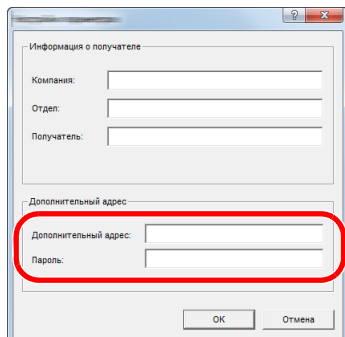 Информация о получателе
Компания:
Отдел:
Получатель:
Дополнительный адрес
Дополнительный адрес:
Пароль:
OK
Отмена